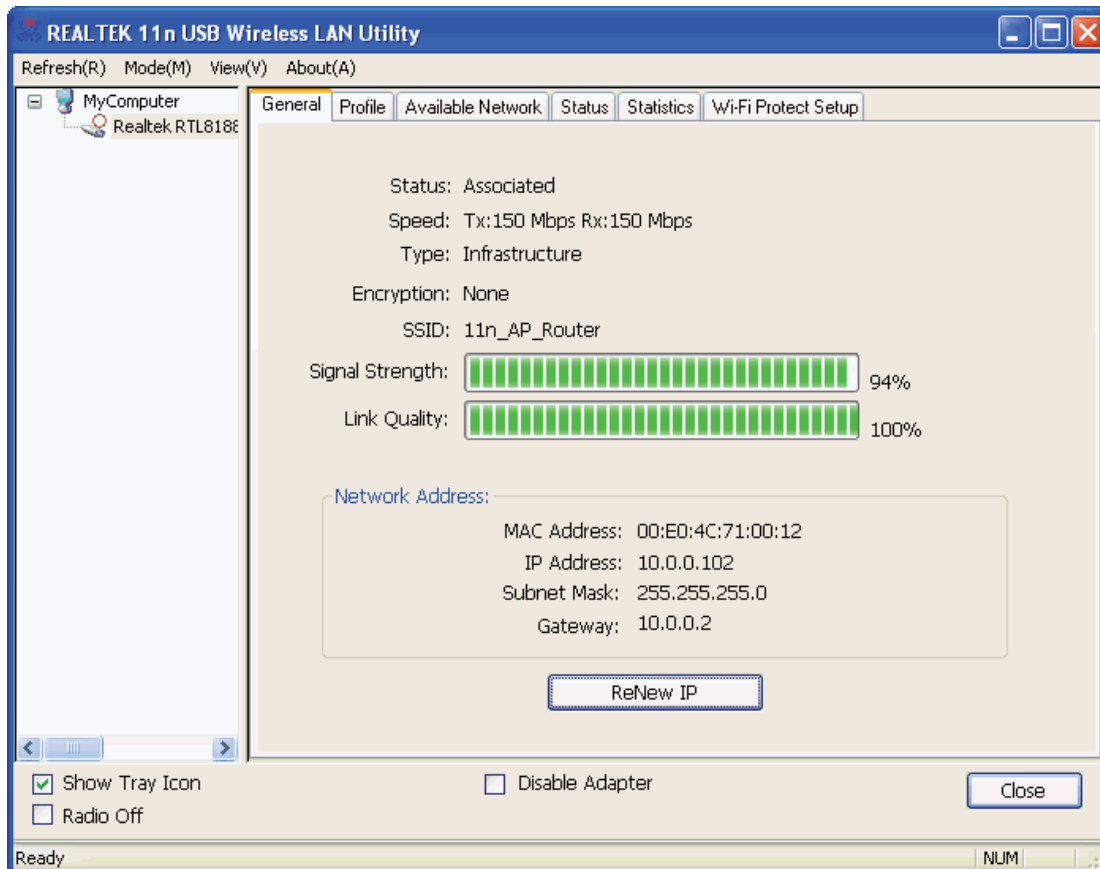 REALTEK 11n USB Wireless LAN Utility
Refresh(R) Mode(M) View(V) About(A)
MyComputer
Realtek RTL8188
General Profile Available Network Status Statistics Wi-Fi Protect Setup
Status: Associated
Speed: Tx:150 Mbps Rx:150 Mbps
Type: Infrastructure
Encryption: None
SSID: 11n_AP_Router
Signal Strength: 94%
Link Quality: 100%
Network Address:
MAC Address: 00:E0:4C:71:00:12
IP Address: 10.0.0.102
Subnet Mask: 255.255.255.0
Gateway: 10.0.0.2
ReNew IP
Show Tray Icon Disable Adapter Close
Radio Off
Ready NUM